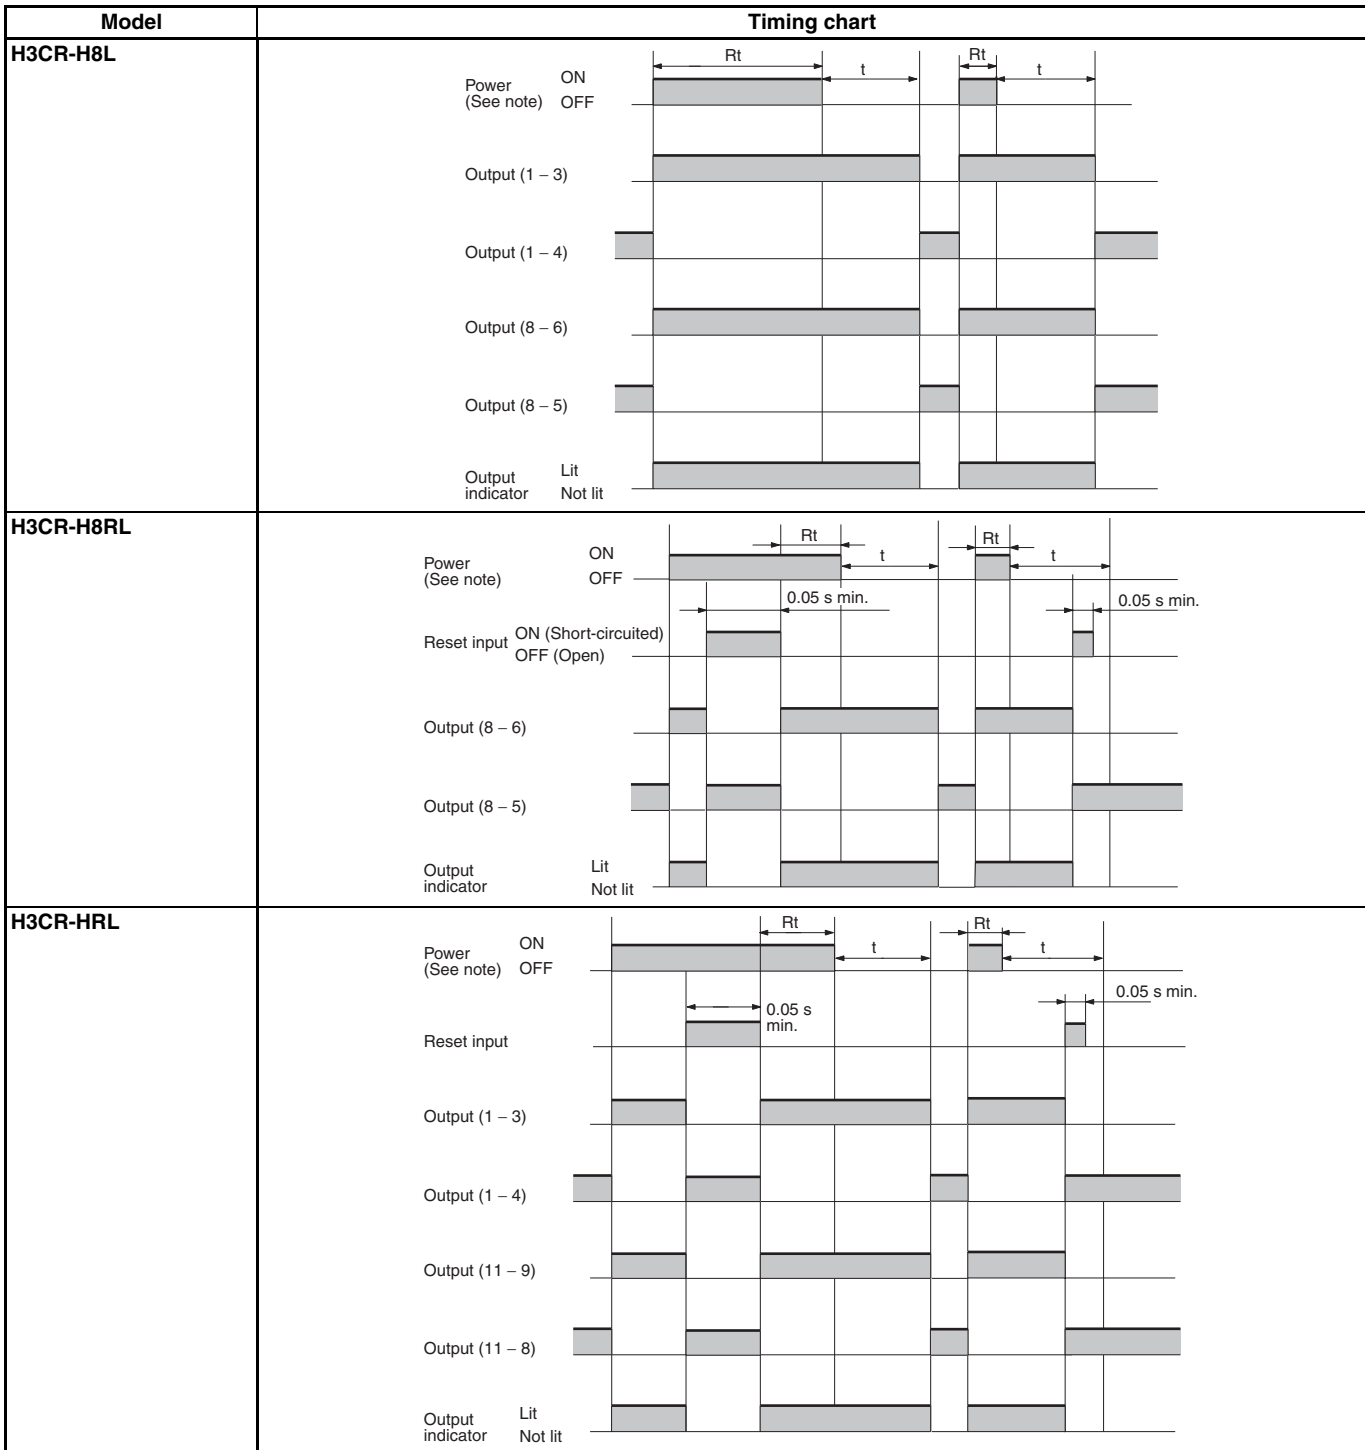 Model Timing chart
H3CR-H8L
Rt t Rt t
Power ON
(See note) OFF
Output (1 – 3)
Output (1 – 4)
Output (8 – 6)
Output (8 – 5)
Output Lit
indicator Not lit
H3CR-H8RL
Rt t Rt t
Power ON
(See note) OFF
0.05 s min. 0.05 s min.
Reset input ON (Short-circuited)
OFF (Open)
Output (8 – 6)
Output (8 – 5)
Output Lit
indicator Not lit
H3CR-HRL
Rt t Rt t
Power ON
(See note) OFF
0.05 s min.
0.05 s
min.
Reset input
Output (1 – 3)
Output (1 – 4)
Output (11 – 9)
Output (11 – 8)
Output Lit
indicator Not lit